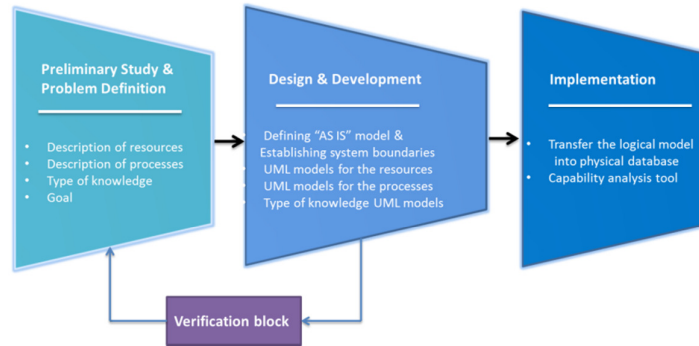 Preliminary Study &
Problem Definition
• Description of resources
• Description of processes
• Type of knowledge
• Goal
Design & Development
Defining “AS IS” model &
Establishing system boundaries
• UML models for the resources
• UML models for the processes
• Type of knowledge UML models
Implementation
• Transfer the logical model
into physical database
• Capability analysis tool
Verification block